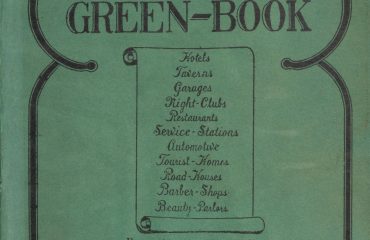 GREEN-BOOK
Hotels
Taverns
Garages
Night-Clubs
Restaurants
Service-Stations
Automotive
Tourist-Homes
Road-Houses
Barber-Shops
Beauty-Parlors